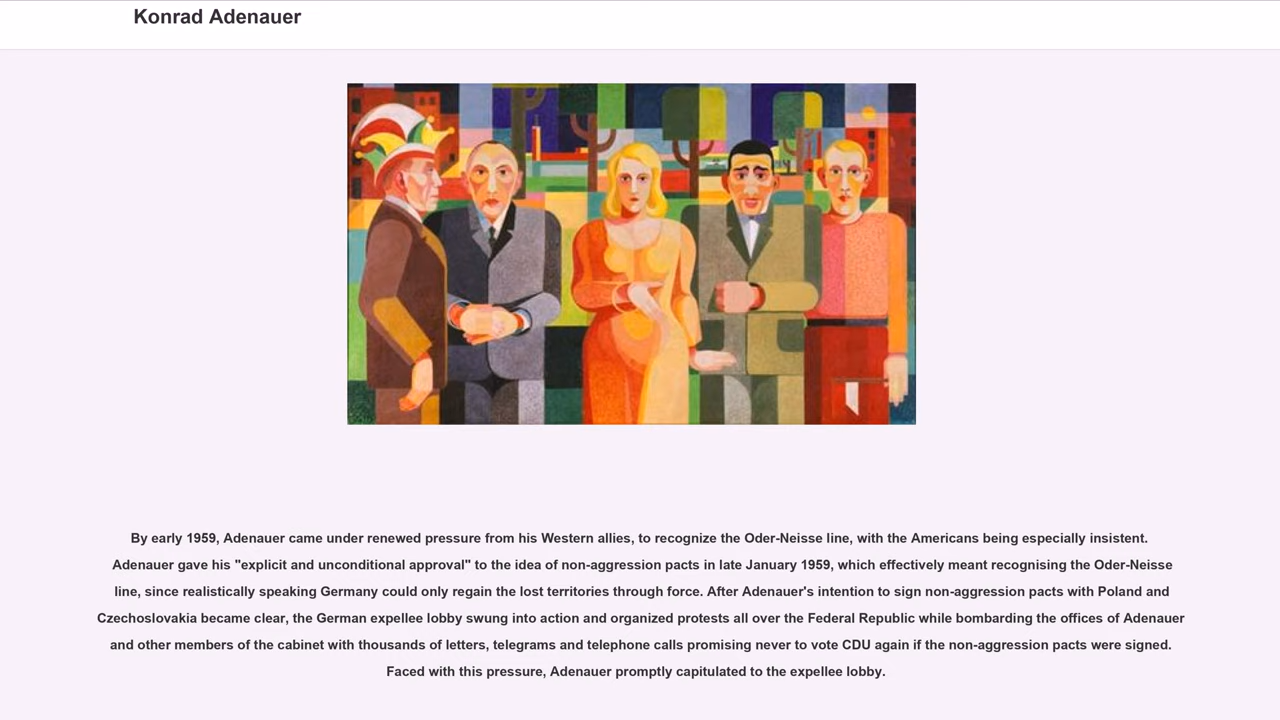 Konrad Adenauer
By early 1959, Adenauer came under renewed pressure from his Western allies, to recognize the Oder-Neisse line, with the Americans being especially insistent.
Adenauer gave his "explicit and unconditional approval" to the idea of non-aggression pacts in late January 1959, which effectively meant recognising the Oder-Neisse
line, since realistically speaking Germany could only regain the lost territories through force. After Adenauer's intention to sign non-aggression pacts with Poland and
Czechoslovakia became clear, the German expellee lobby swung into action and organized protests all over the Federal Republic while bombarding the offices of Adenauer
and other members of the cabinet with thousands of letters, telegrams and telephone calls promising never to vote CDU again if the non-aggression pacts were signed.
Faced with this pressure, Adenauer promptly capitulated to the expellee lobby.